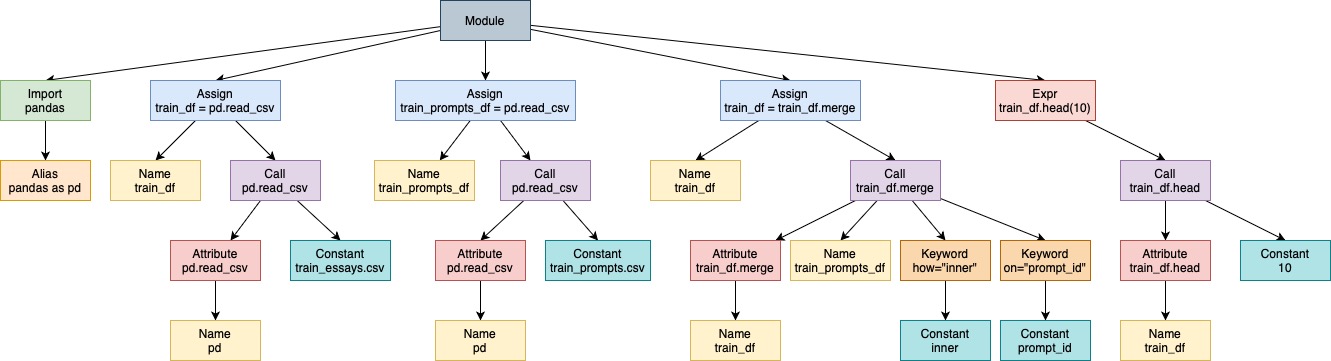 Module
Import
pandas
Assign
train_df = pd.read_csv
Assign
train_prompts_df = pd.read_csv
Assign
train_df = train_df.merge
Expr
train_df.head(10)
Alias
pandas as pd
Name
train_df
Call
pd.read_csv
Name
train_prompts_df
Call
pd.read_csv
Name
train_df
Call
train_df.merge
Call
train_df.head
Attribute
pd.read_csv
Constant
train_essays.csv
Attribute
pd.read_csv
Constant
train_prompts.csv
Attribute
train_df.merge
Name
train_prompts_df
Keyword
how="inner"
Keyword
on="prompt_id"
Attribute
train_df.head
Constant
10
Name
pd
Name
pd
Name
train_df
Constant
inner
Constant
prompt_id
Name
train_df